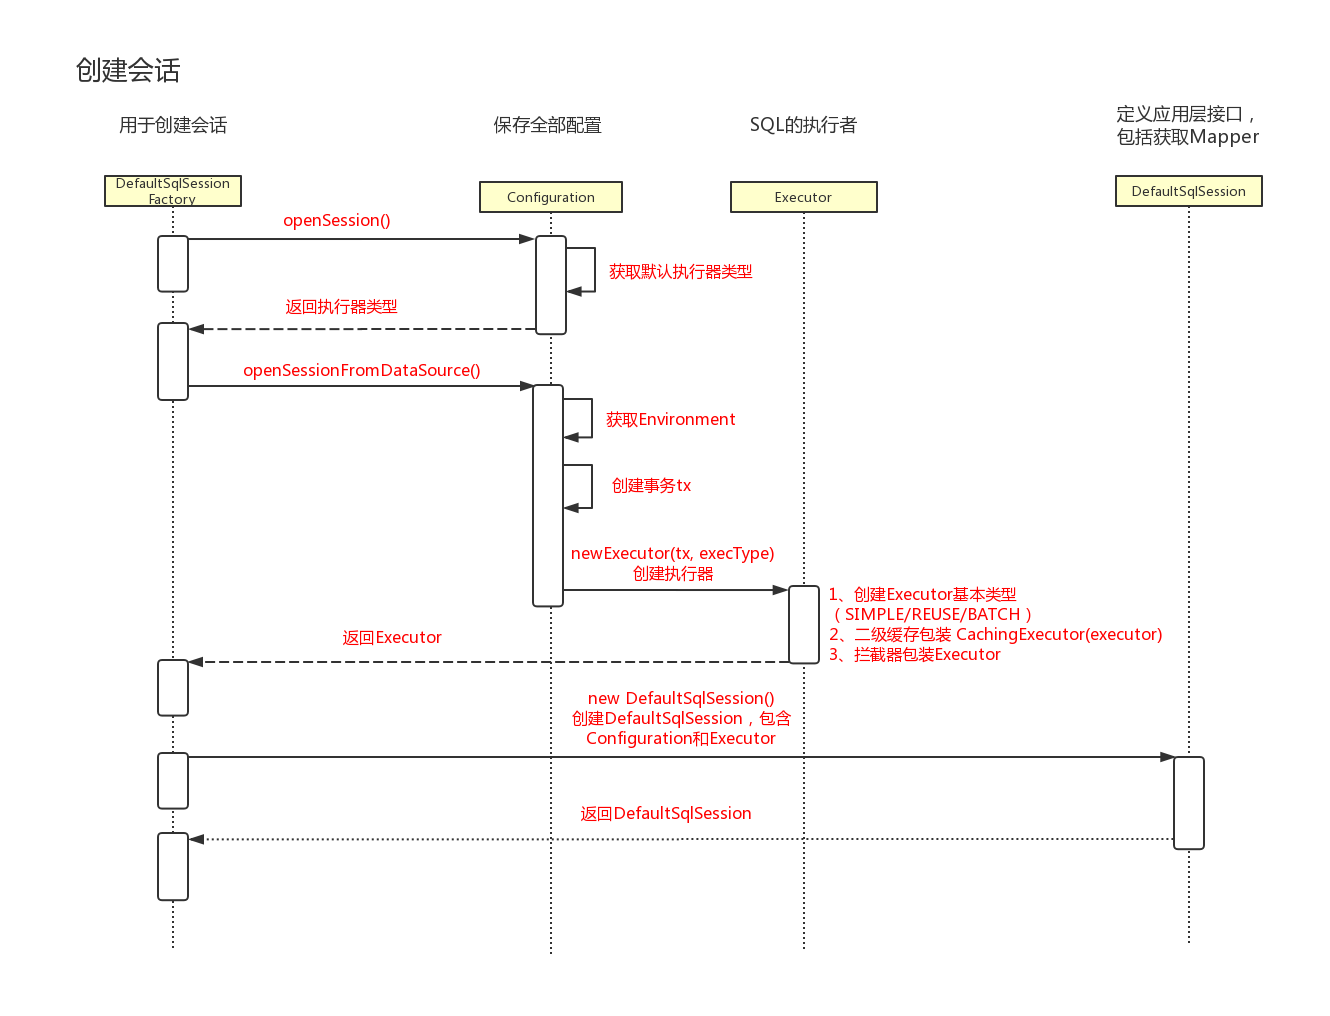 创建会话
用于创建会话
保存全部配置
SQL的执行者
定义应用层接口，
包括获取Mapper
DefaultSqlSession
Factory
Configuration
Executor
DefaultSqlSession
openSession()
获取默认执行器类型
返回执行器类型
openSessionFromDataSource()
获取Environment
创建事务tx
newExecutor(tx, execType)
创建执行器
1、创建Executor基本类型
（SIMPLE/REUSE/BATCH）
2、二级缓存包装 CachingExecutor(executor)
3、拦截器包装Executor
返回Executor
new DefaultSqlSession()
创建DefaultSqlSession，包含
Configuration和Executor
返回DefaultSqlSession